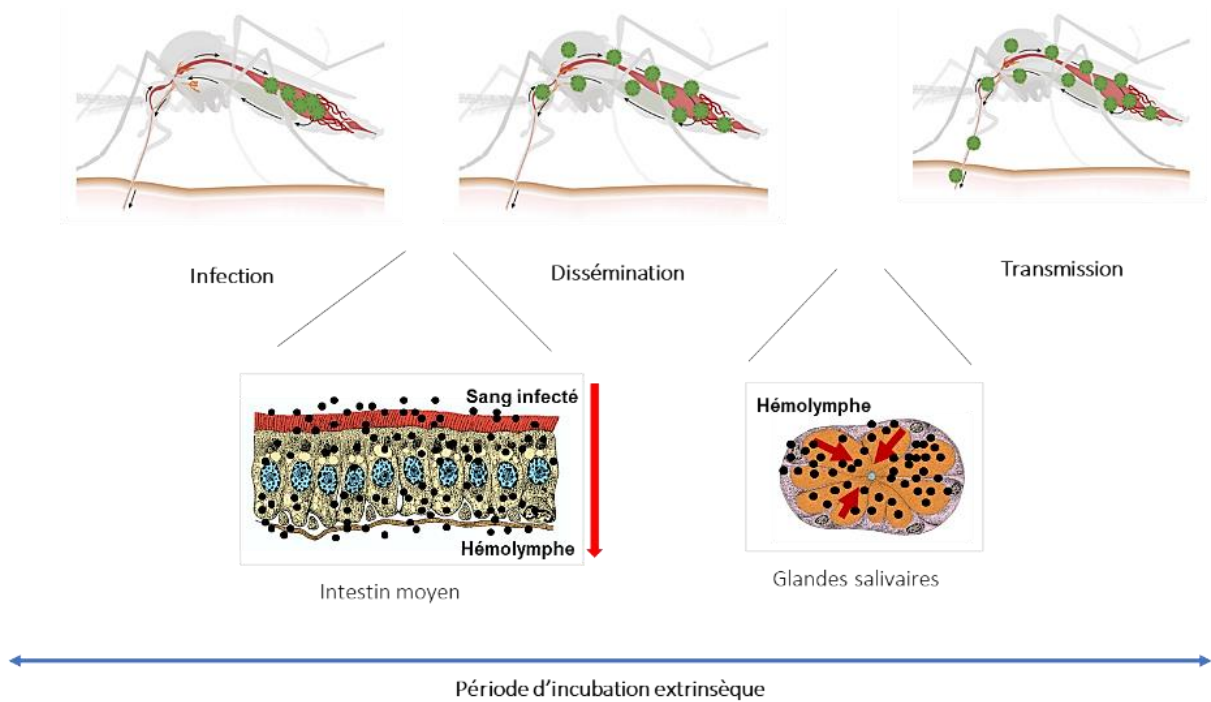 Infection
Dissémination
Transmission
Sang infecté
Hémolymphe
Intestin moyen
Hémolymphe
Glandes salivaires
Période d'incubation extrinsèque